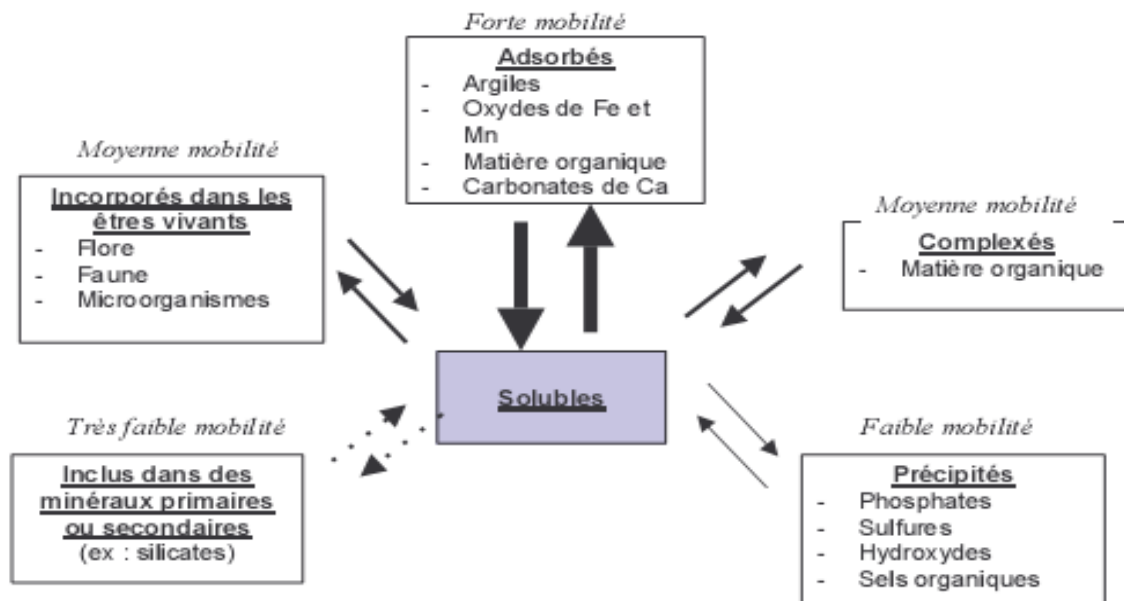 Forte mobilité
Adsorbés
- Argiles
- Oxydes de Fe et
Mn
- Matière organique
- Carbonates de Ca
Moyenne mobilité
Incorporés dans les
êtres vivants
- Flore
- Faune
- Microorganismes
Moyenne mobilité
Complexés
- Matière organique
Solubles
Très faible mobilité
Inclus dans des
minéraux primaires
ou secondaires
(ex : silicates)
Faible mobilité
Précipités
- Phosphates
- Sulfures
- Hydroxydes
- Sels organiques